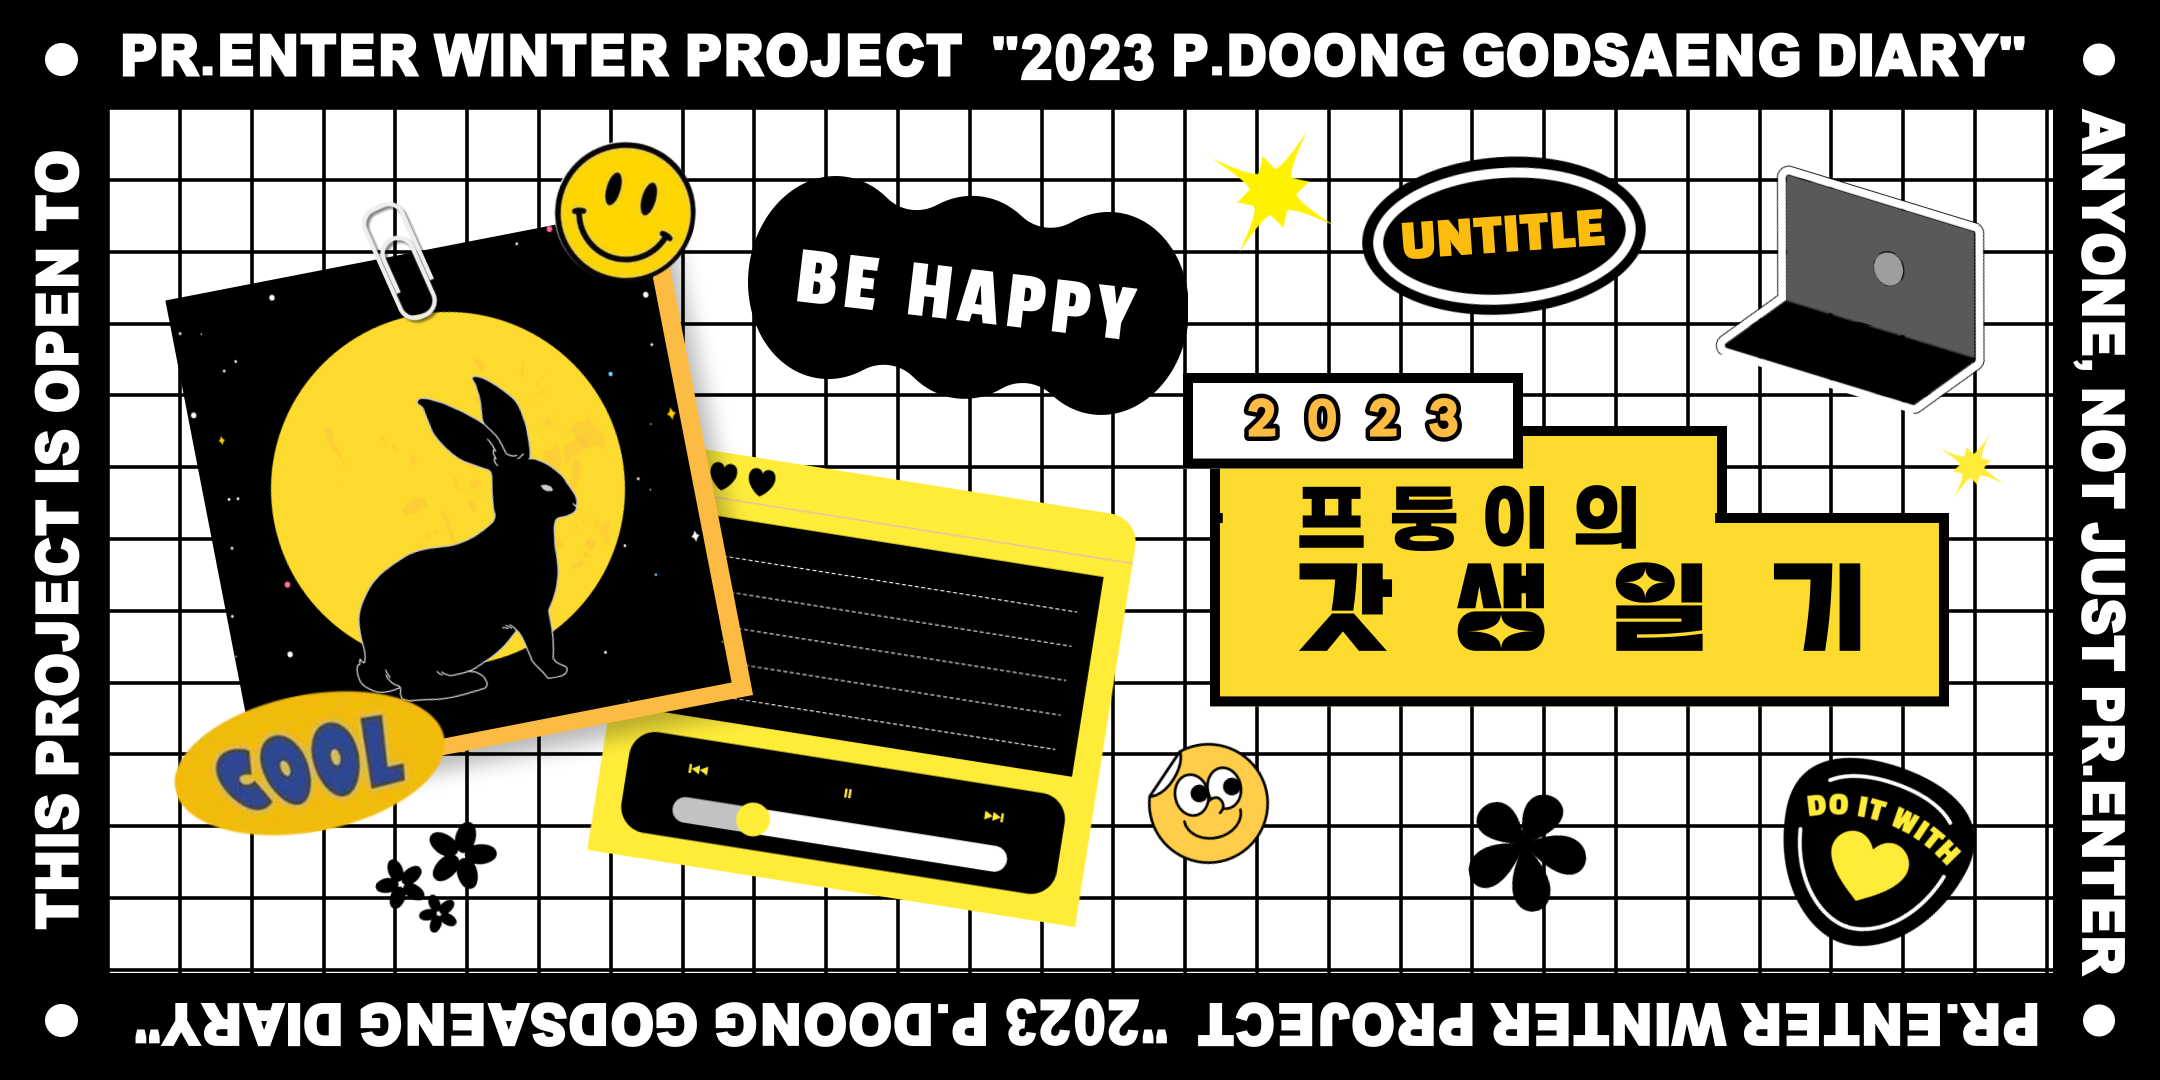 PR.ENTER WINTER PROJECT "2023 P.DOONG GODSAENG DIARY"
THIS PROJECT IS OPEN TO
ANYONE, NOT JUST PR.ENTER
BE HAPPY
UNTITLE
2023
프둥이의
갓생일기
COOL
DO IT WITH
PR.ENTER WINTER PROJECT "2023 P.DOONG GODSAENG DIARY"